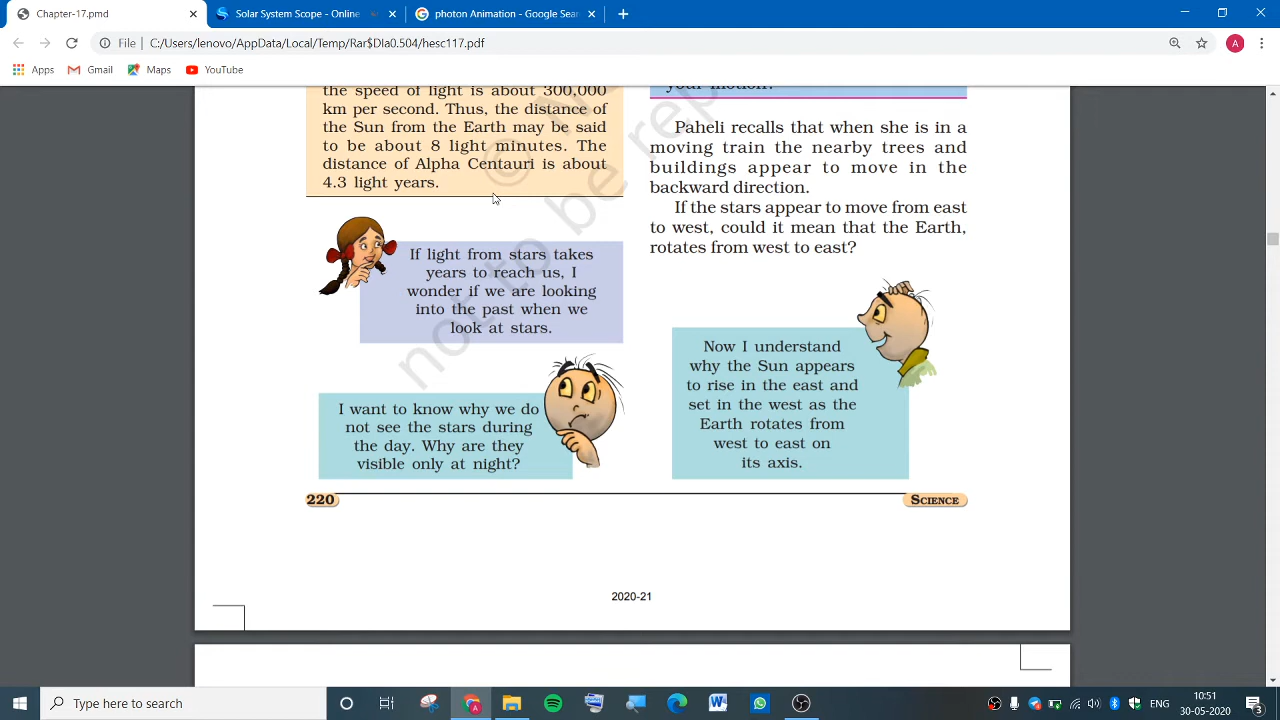 Chapter-17.pmd
Solar System Scope - Online
photon Animation - Google Sear
File
C:/Users/lenovo/AppData/Local/Temp/Rar$DIa0.504/hesc117.pdf
A
Apps
Gmail
Maps
YouTube
the speed of light is about 300,000
km per second. Thus, the distance of
the Sun from the Earth may be said
to be about 8 light minutes. The
distance of Alpha Centauri is about
4.3 light years.
If light from stars takes
years to reach us, I
wonder if we are looking
into the past when we
look at stars.
I want to know why we do
not see the stars during
the day. Why are they
visible only at night?
your motion?
Paheli recalls that when she is in a
moving train the nearby trees and
buildings appear to move in the
backward direction.
If the stars appear to move from east
to west, could it mean that the Earth,
rotates from west to east?
Now I understand
why the Sun appears
to rise in the east and
set in the west as the
Earth rotates from
west to east on
its axis.
© N
not to be rep
220
SCIENCE
2020-21
Type here to search
ENG
10:51
30-05-2020
3